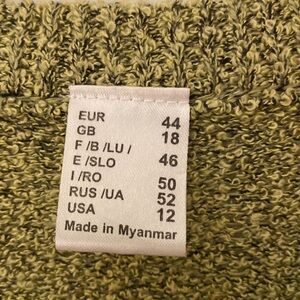 EUR 44
GB 18
F /B /LU /
E /SLO 46
I /RO 50
RUS /UA 52
USA 12
Made in Myanmar